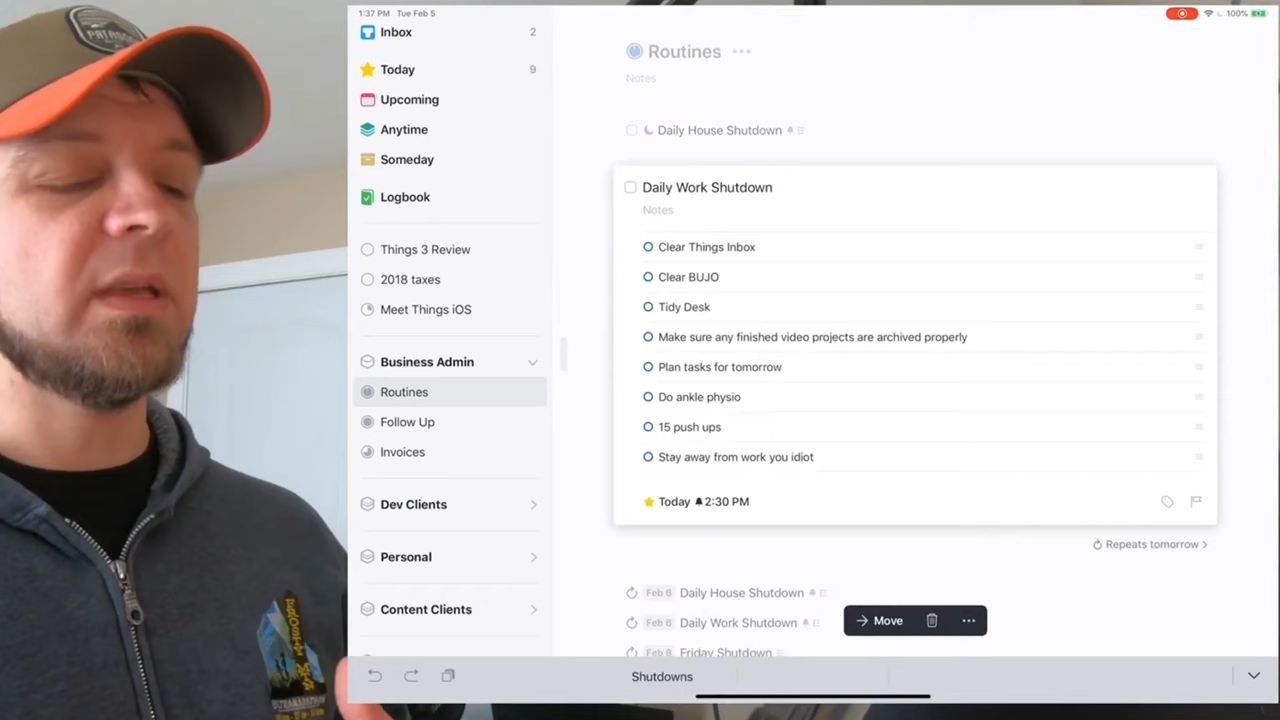 PATAGONIA
1:37 PM Tue Feb 5
100%
Inbox 2
Today 9
Upcoming
Anytime
Someday
Logbook
Things 3 Review
2018 taxes
Meet Things iOS
Business Admin
Routines
Follow Up
Invoices
Dev Clients
Personal
Content Clients
Routines
Notes
Daily House Shutdown
Daily Work Shutdown
Notes
Clear Things Inbox
Clear BUJO
Tidy Desk
Make sure any finished video projects are archived properly
Plan tasks for tomorrow
Do ankle physio
15 push ups
Stay away from work you idiot
Today 2:30 PM
Repeats tomorrow
Feb 6 Daily House Shutdown
Feb 6 Daily Work Shutdown
Feb 8 Friday Shutdown
Move
Shutdowns